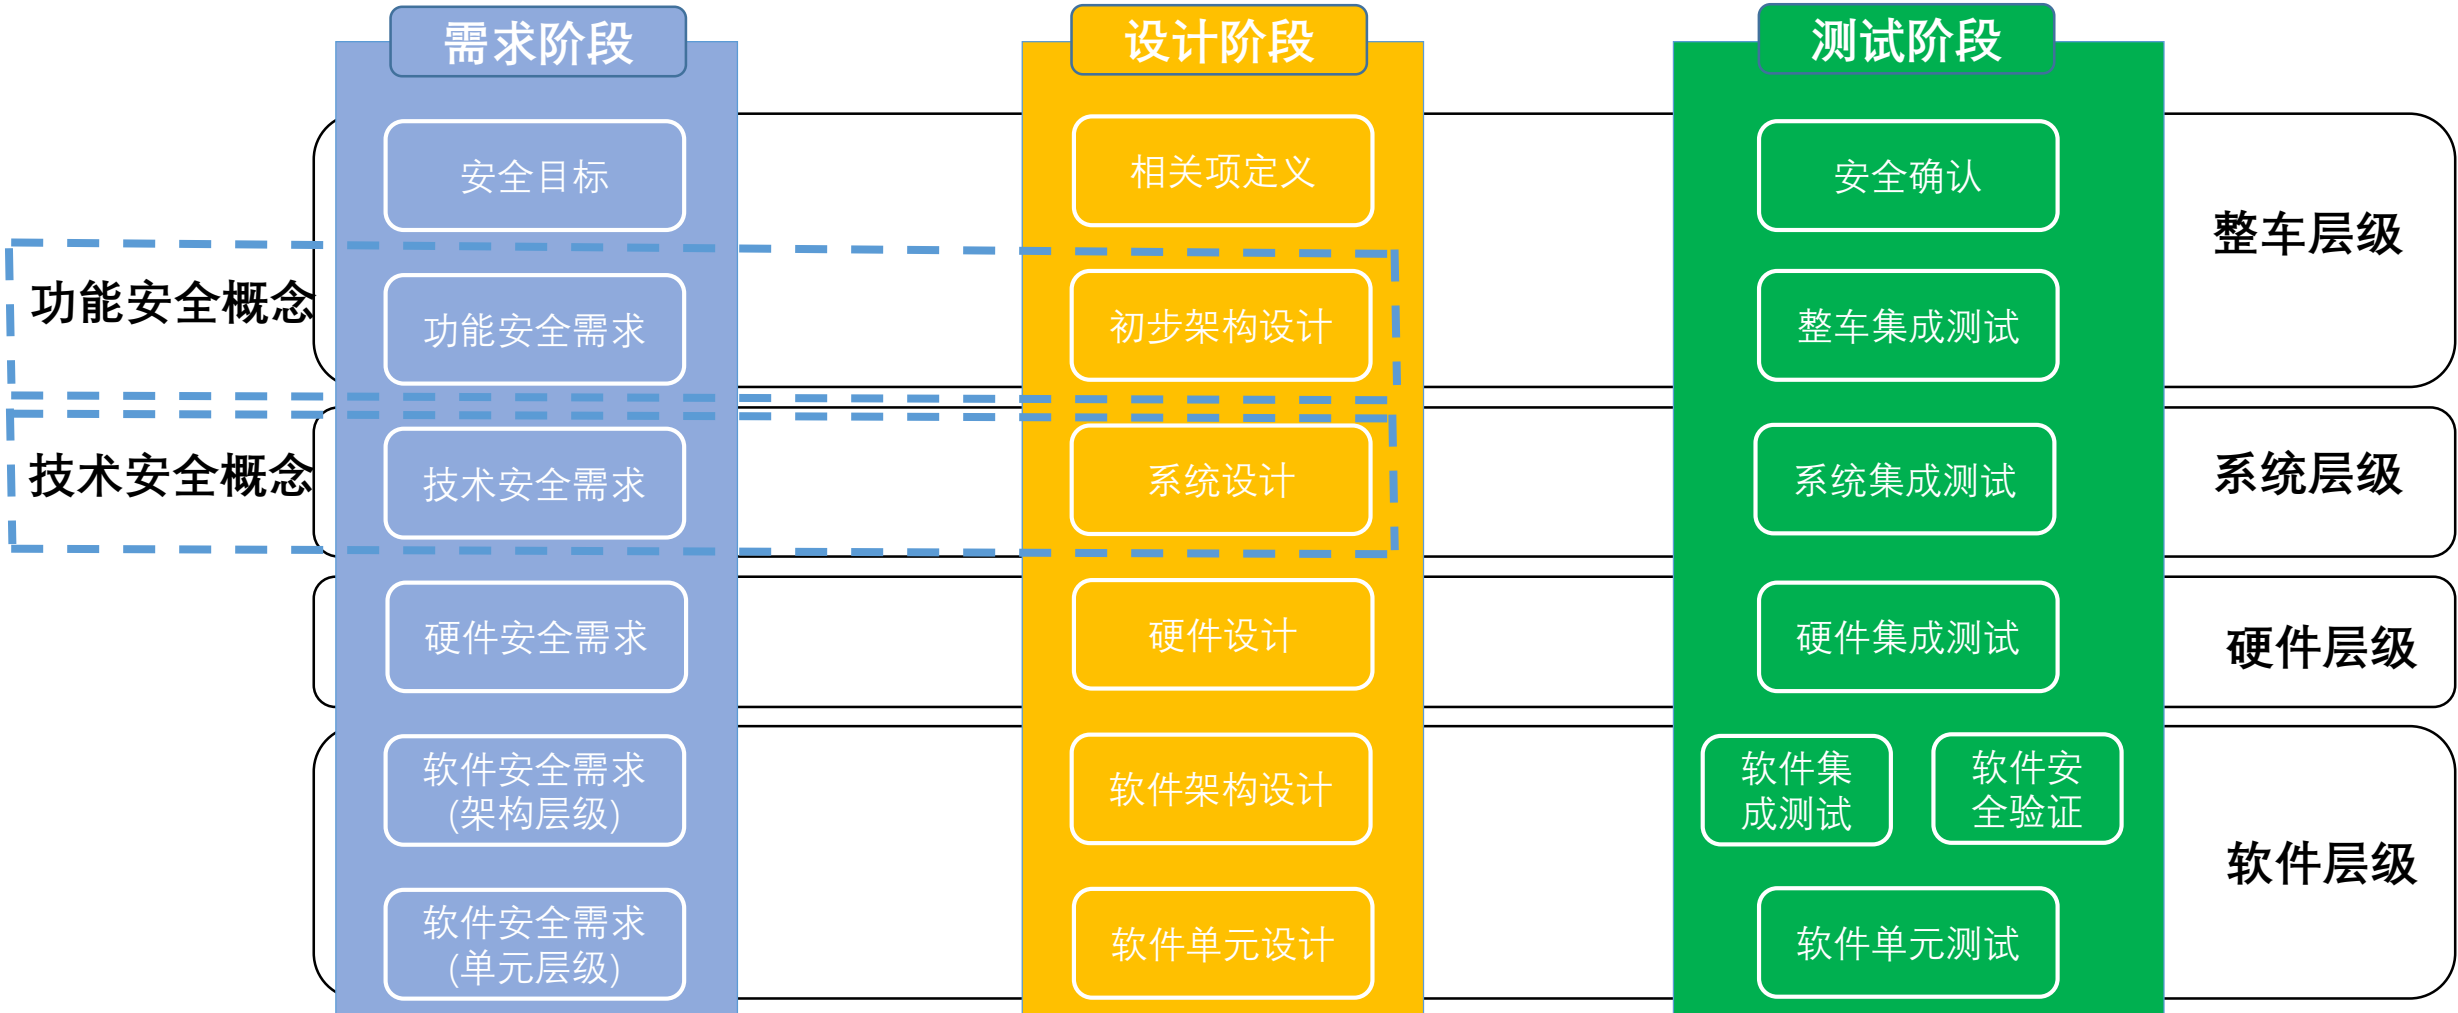 需求阶段
设计阶段
测试阶段
安全目标
相关项定义
安全确认
整车层级
功能安全概念
功能安全需求
初步架构设计
整车集成测试
技术安全概念
技术安全需求
系统设计
系统集成测试
系统层级
硬件安全需求
硬件设计
硬件集成测试
硬件层级
软件安全需求
(架构层级)
软件架构设计
软件集
成测试
软件安
全验证
软件层级
软件安全需求
(单元层级)
软件单元设计
软件单元测试